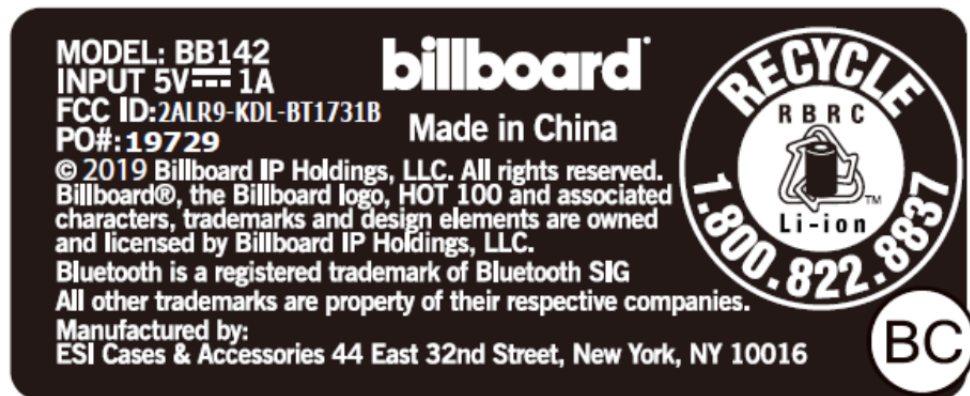 MODEL: BB142
INPUT 5V⎓1A
FCC ID:2ALR9-KDL-BT1731B
PO#:19729
billboard
Made in China
© 2019 Billboard IP Holdings, LLC. All rights reserved.
Billboard®, the Billboard logo, HOT 100 and associated
characters, trademarks and design elements are owned
and licensed by Billboard IP Holdings, LLC.
Bluetooth is a registered trademark of Bluetooth SIG
All other trademarks are property of their respective companies.
Manufactured by:
ESI Cases & Accessories 44 East 32nd Street, New York, NY 10016
RECYCLE
RBRC
TM
Li-ion
1.800.822.8837
BC